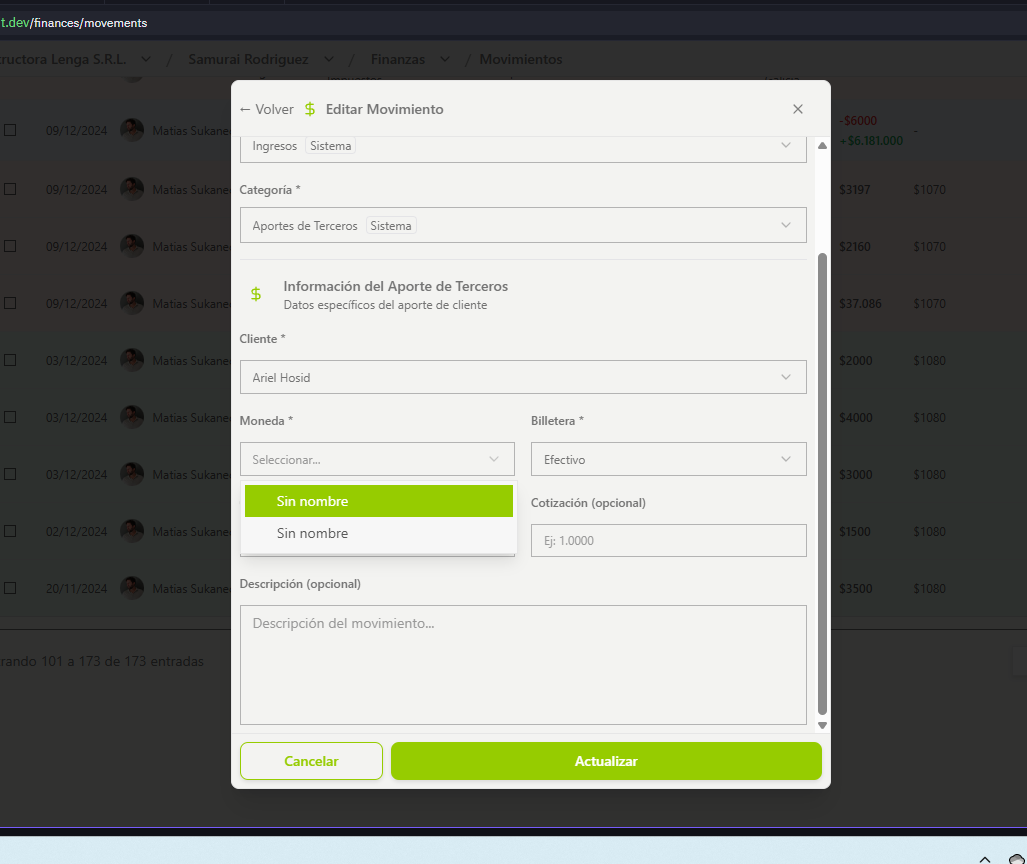 t.dev/finances/movements
tructora Lenga S.R.L. / Samurai Rodriguez / Finanzas / Movimientos
← Volver $ Editar Movimiento ×
09/12/2024 Matias Sukane -$6000 -
+$6.181.000
Ingresos Sistema
09/12/2024 Matias Sukane $3197 $1070
Categoría *
Aportes de Terceros Sistema
09/12/2024 Matias Sukane $2160 $1070
$ Información del Aporte de Terceros
Datos específicos del aporte de cliente
09/12/2024 Matias Sukane $37.086 $1070
Cliente *
03/12/2024 Matias Sukane $2000 $1080
Ariel Hosid
Moneda * Billetera *
03/12/2024 Matias Sukane $4000 $1080
Seleccionar... Efectivo
03/12/2024 Matias Sukane $3000 $1080
Sin nombre
Cotización (opcional)
Sin nombre
Ej: 1.0000
02/12/2024 Matias Sukane $1500 $1080
Descripción (opcional)
20/11/2024 Matias Sukane $3500 $1080
Descripción del movimiento...
rando 101 a 173 de 173 entradas
Cancelar Actualizar